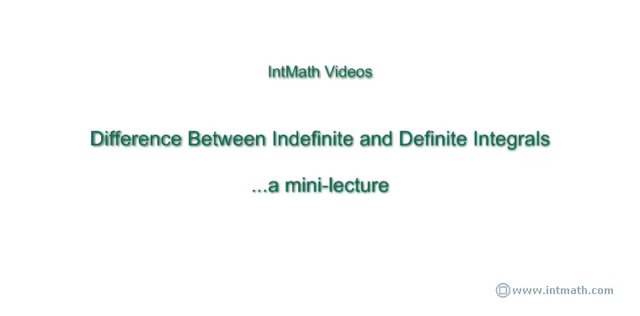 IntMath Videos
Difference Between Indefinite and Definite Integrals
...a mini-lecture
www.intmath.com